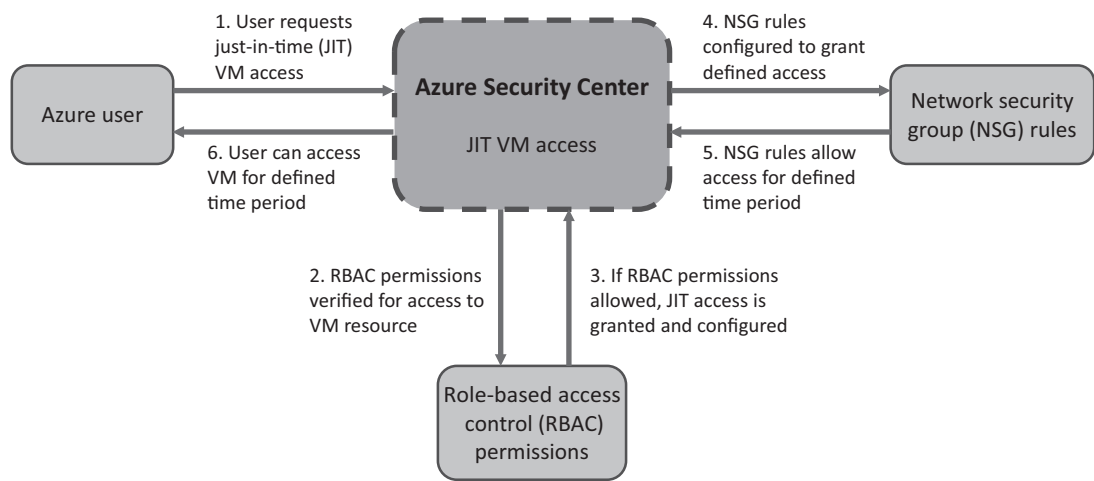 1. User requests
just-in-time (JIT)
VM access
Azure user
6. User can access
VM for defined
time period
Azure Security Center
JIT VM access
4. NSG rules
configured to grant
defined access
Network security
group (NSG) rules
5. NSG rules allow
access for defined
time period
2. RBAC permissions
verified for access to
VM resource
3. If RBAC permissions
allowed, JIT access is
granted and configured
Role-based access
control (RBAC)
permissions